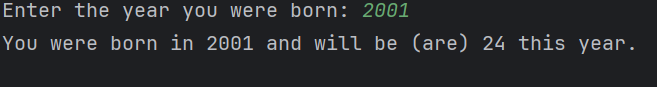 Enter the year you were born: 2001
You were born in 2001 and will be (are) 24 this year.